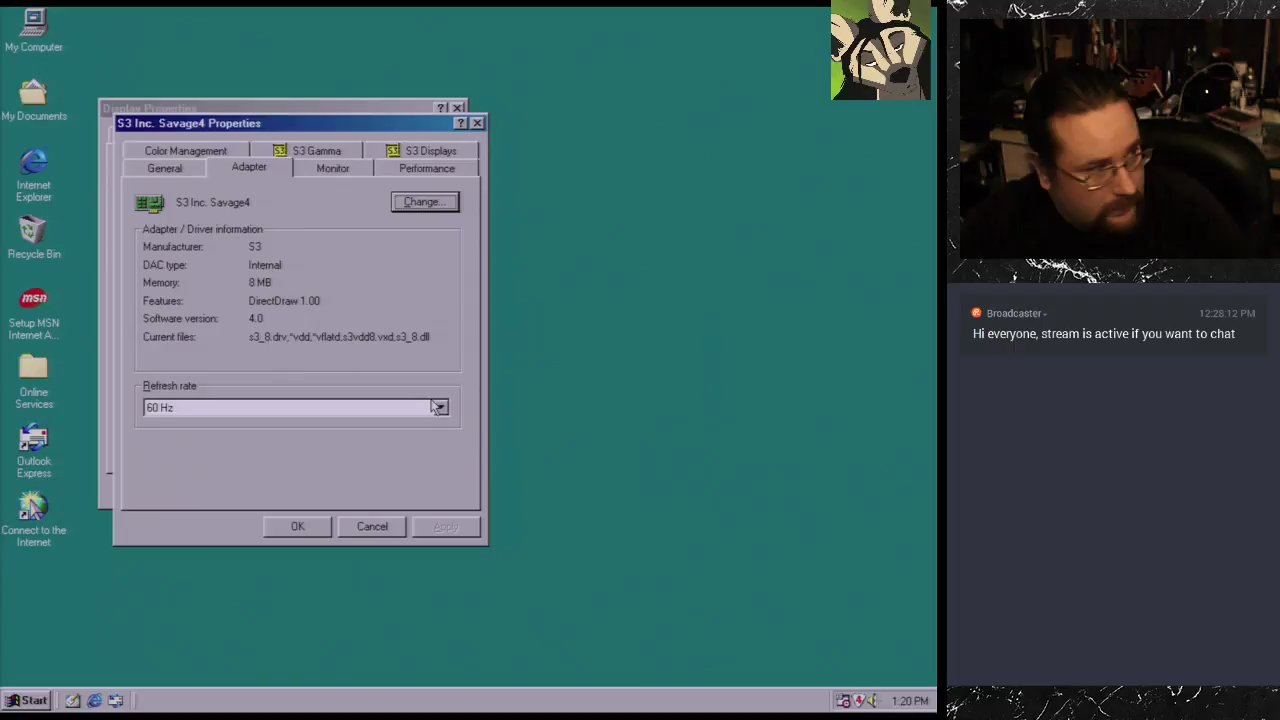 My Computer
My Documents
Internet
Explorer
Recycle Bin
msn
Setup MSN
Internet A...
Online
Services
Outlook
Express
Connect to the
Internet
Display Properties
S3 Inc. Savage4 Properties
Color Management
S3 S3 Gamma
S3 S3 Displays
General
Adapter
Monitor
Performance
S3 Inc. Savage4
Change...
Adapter / Driver information
Manufacturer: S3
DAC type: Internal
Memory: 8 MB
Features: DirectDraw 1.00
Software version: 4.0
Current files: s3_8.drv,*vdd,*vflatd,s3vdd8.vxd,s3_8.dll
Refresh rate
60 Hz
OK
Cancel
Apply
Start
1:20 PM
Broadcaster
12:28:12 PM
Hi everyone, stream is active if you want to chat